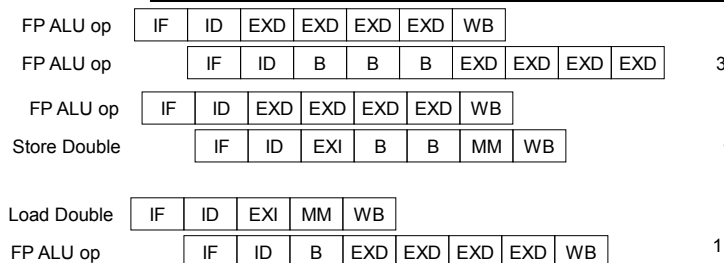 FP ALU op IF ID EXD EXD EXD EXD WB
FP ALU op IF ID B B B EXD EXD EXD EXD 3
FP ALU op IF ID EXD EXD EXD EXD WB
Store Double IF ID EXI B B MM WB
Load Double IF ID EXI MM WB
FP ALU op IF ID B EXD EXD EXD EXD WB 1